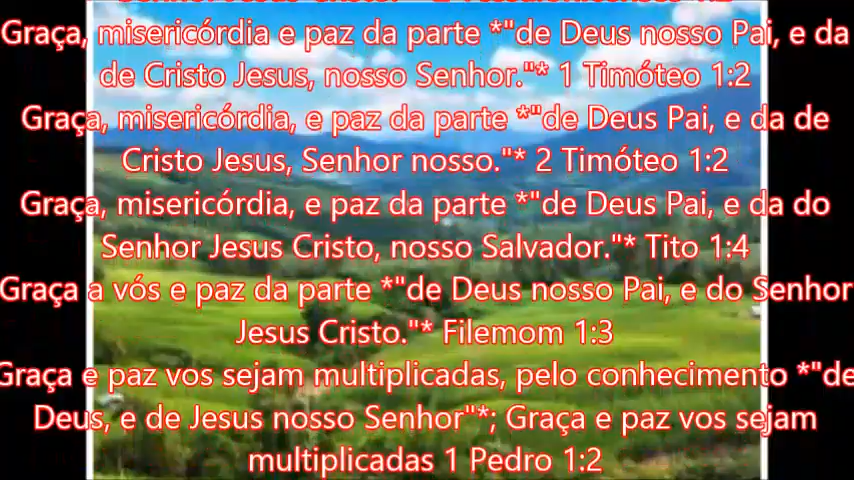 Graça, misericórdia e paz da parte *"de Deus nosso Pai, e da
de Cristo Jesus, nosso Senhor."* 1 Timóteo 1:2
Graça, misericórdia, e paz da parte *"de Deus Pai, e da de
Cristo Jesus, Senhor nosso."* 2 Timóteo 1:2
Graça, misericórdia, e paz da parte *"de Deus Pai, e da do
Senhor Jesus Cristo, nosso Salvador."* Tito 1:4
Graça a vós e paz da parte *"de Deus nosso Pai, e do Senhor
Jesus Cristo."* Filemom 1:3
Graça e paz vos sejam multiplicadas, pelo conhecimento *"de
Deus, e de Jesus nosso Senhor"*; Graça e paz vos sejam
multiplicadas 1 Pedro 1:2